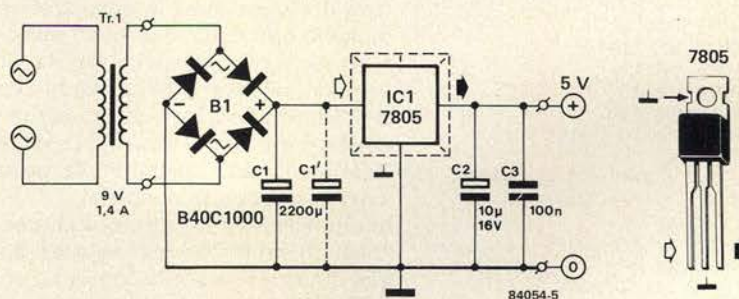 Tr.1
9 V
1,4 A
B1
B40C1000
C1
2200µ
C1′
IC1
7805
C2
10µ
16V
C3
100n
5 V
0
84054-5
7805